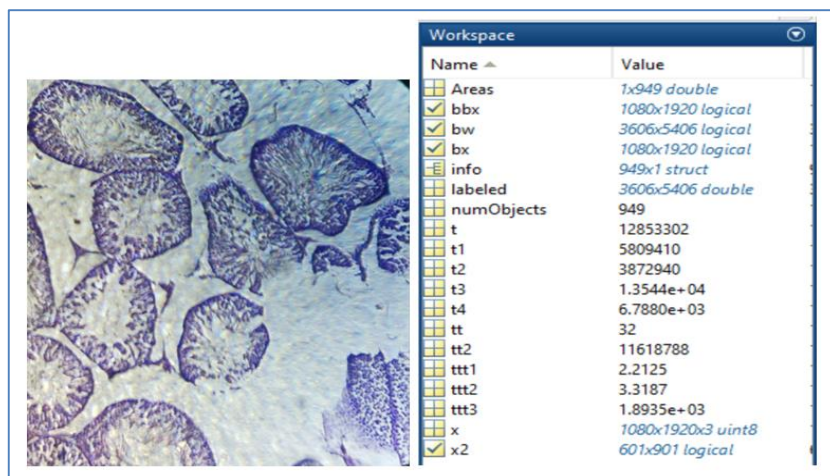 Workspace
Name Value
Areas 1x949 double
bbx 1080x1920 logical
bw 3606x5406 logical
bx 1080x1920 logical
info 949x1 struct
labeled 3606x5406 double
numObjects 949
t 12853302
t1 5809410
t2 3872940
t3 1.3544e+04
t4 6.7880e+03
tt 32
tt2 11618788
ttt1 2.2125
ttt2 3.3187
ttt3 1.8935e+03
x 1080x1920x3 uint8
x2 601x901 logical